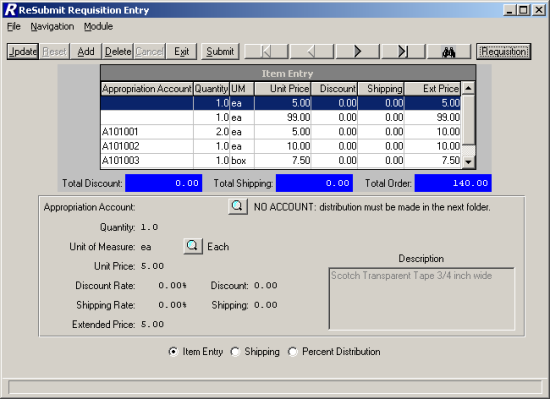 R ReSubmit Requisition Entry
File Navigation Module
Update Reset Add Delete Cancel Exit Submit Requisition
Item Entry
Appropriation Account Quantity UM Unit Price Discount Shipping Ext Price
1.0 ea 5.00 0.00 0.00 5.00
1.0 ea 99.00 0.00 0.00 99.00
A101001 2.0 ea 5.00 0.00 0.00 10.00
A101002 1.0 ea 10.00 0.00 0.00 10.00
A101003 1.0 box 7.50 0.00 0.00 7.50
Total Discount: 0.00 Total Shipping: 0.00 Total Order: 140.00
Appropriation Account: NO ACCOUNT: distribution must be made in the next folder.
Quantity: 1.0
Unit of Measure: ea Each
Unit Price: 5.00
Description
Scotch Transparent Tape 3/4 inch wide
Discount Rate: 0.00% Discount: 0.00
Shipping Rate: 0.00% Shipping: 0.00
Extended Price: 5.00
Item Entry Shipping Percent Distribution